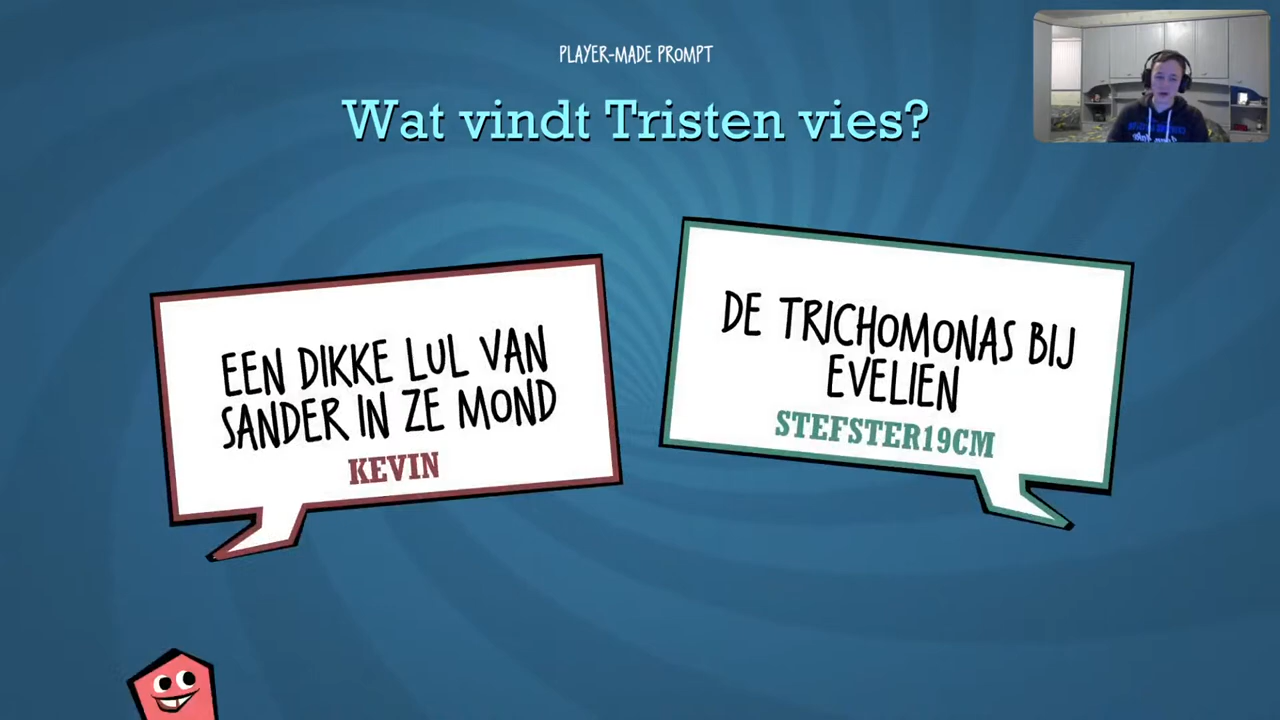 PLAYER-MADE PROMPT
Wat vindt Tristen vies?
EEN DIKKE LUL VAN
SANDER IN ZE MOND
KEVIN
DE TRICHOMONAS BIJ
EVELIEN
STEFSTER19CM